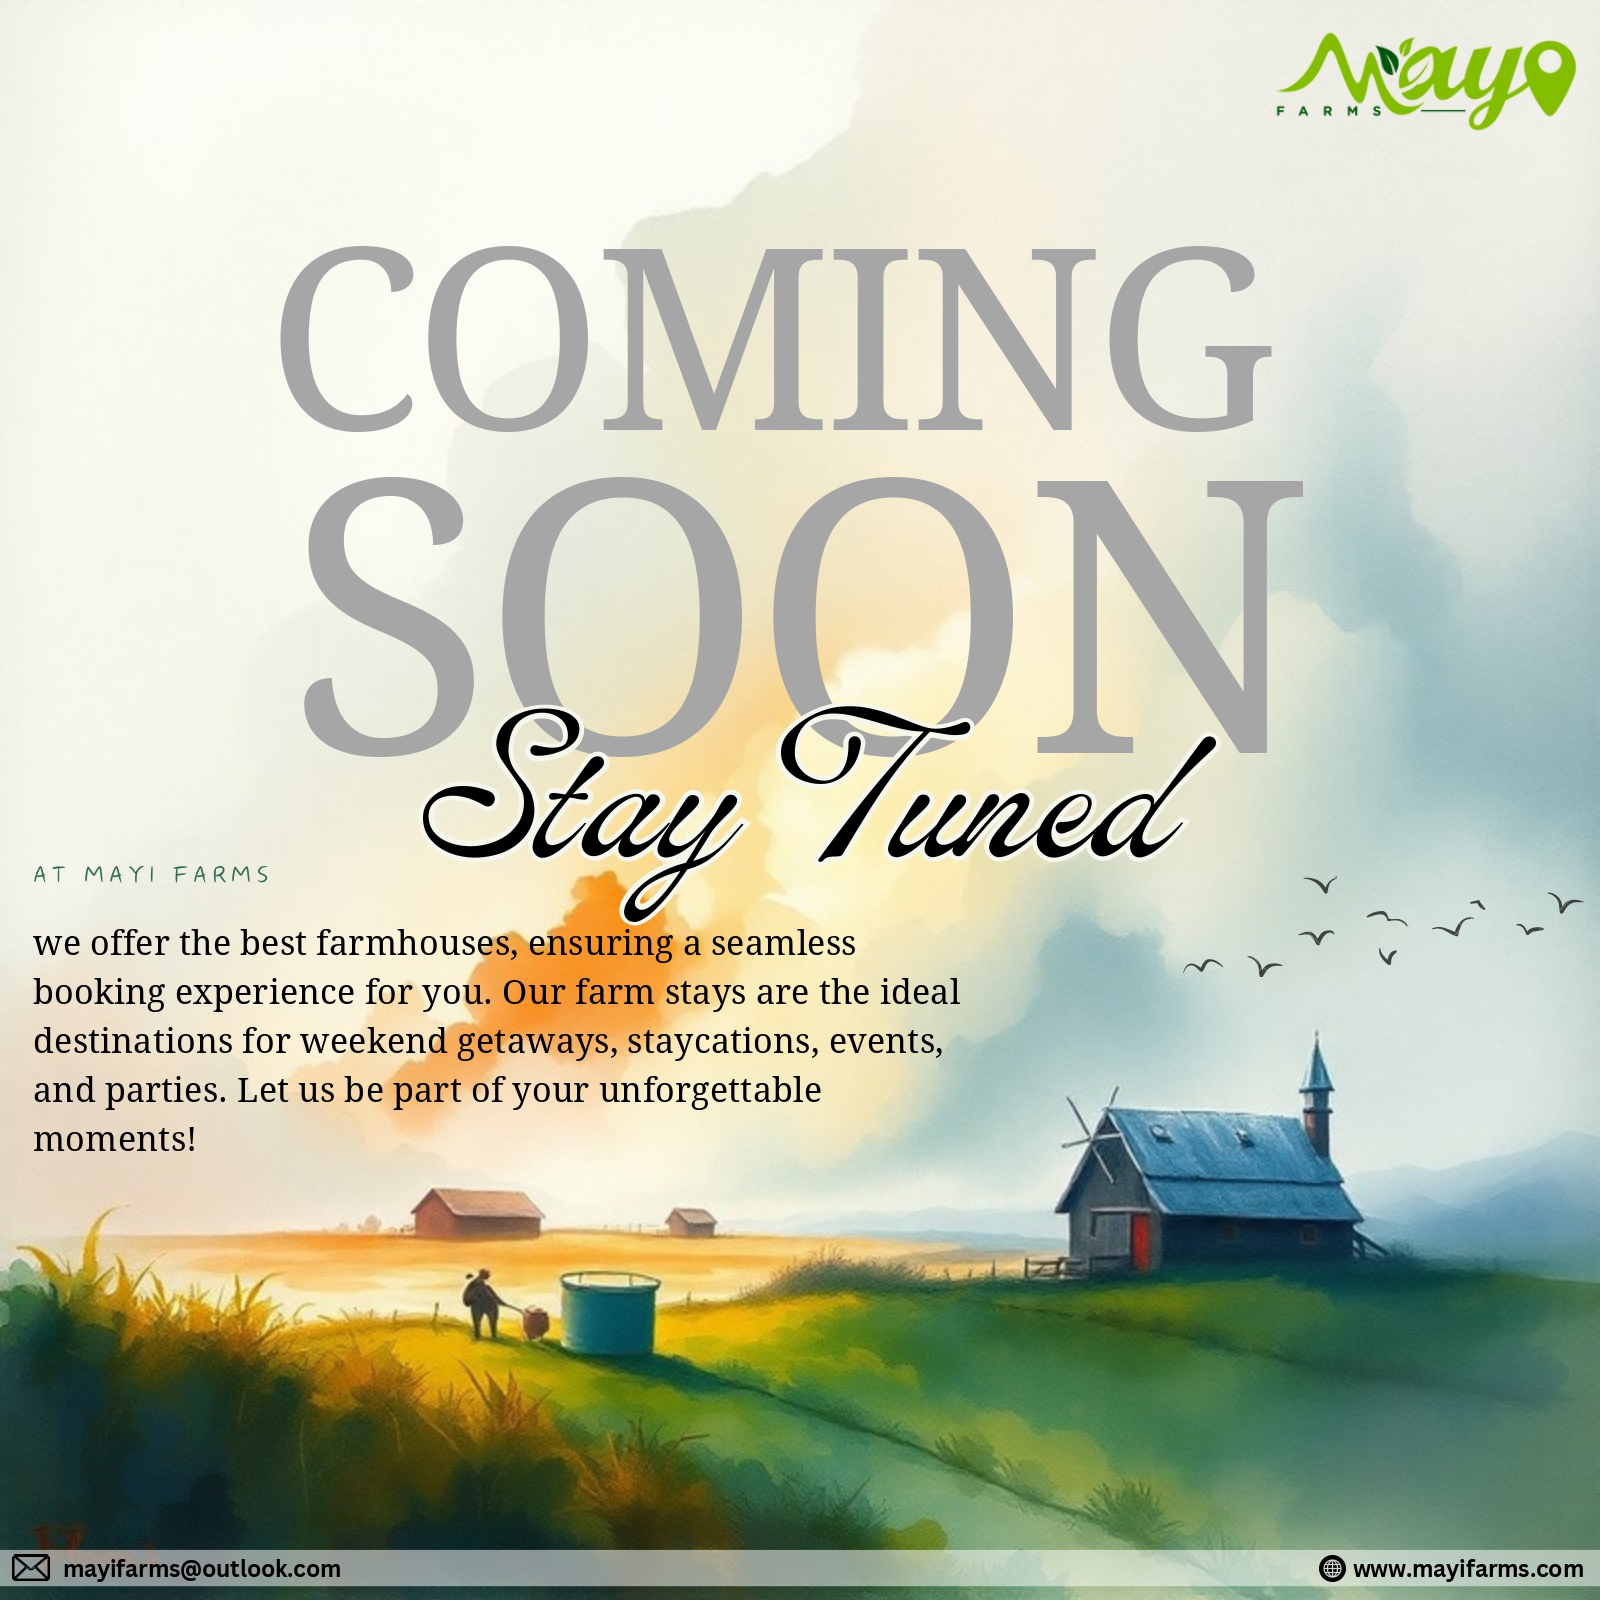 May
FARMS
COMING
SOON
Stay Tuned
AT MAYI FARMS
we offer the best farmhouses, ensuring a seamless
booking experience for you. Our farm stays are the ideal
destinations for weekend getaways, staycations, events,
and parties. Let us be part of your unforgettable
moments!
mayifarms@outlook.com
www.mayifarms.com